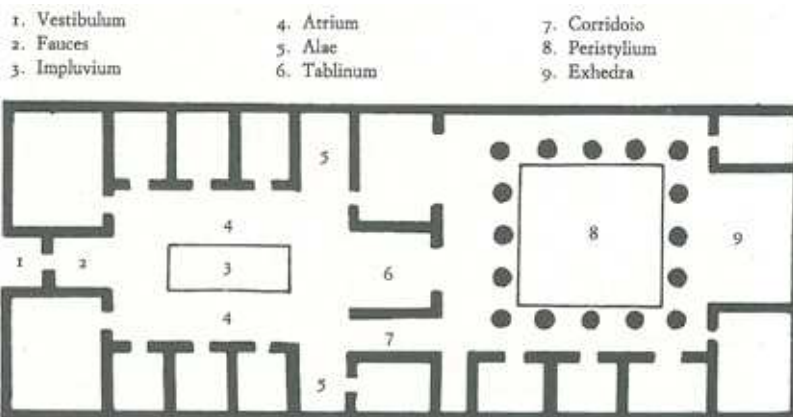 1. Vestibulum
2. Fauces
3. Impluvium
4. Atrium
5. Alae
6. Tablinum
7. Corridoio
8. Peristylium
9. Exhedra
5
4
1
2
3
6
8
9
4
7
5